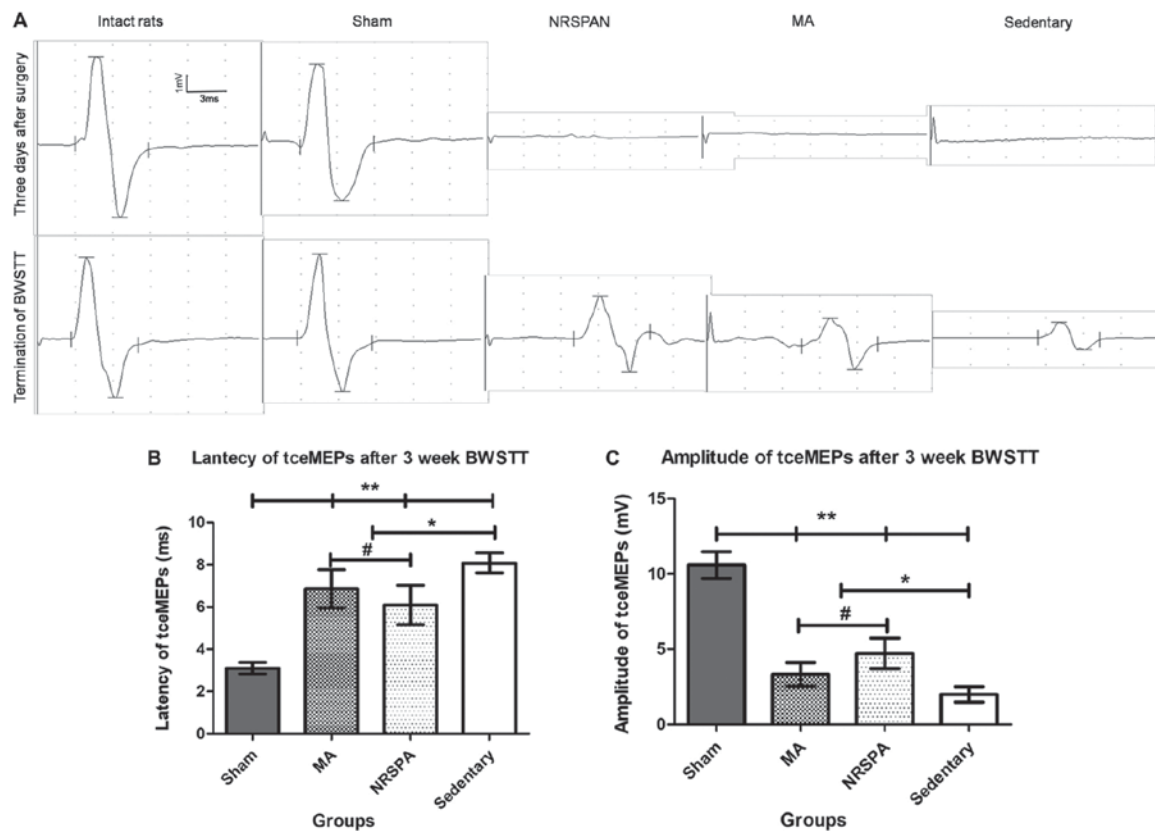 A Intact rats Sham NRSPAN MA Sedentary
Three days after surgery
1mV
3ms
Termination of BWSTT
B Lantecy of tceMEPs after 3 week BWSTT
**
*
#
Latency of tceMEPs (ms)
10
8
6
4
2
0
Sham MA NRSPA Sedentary
Groups
C Amplitude of tceMEPs after 3 week BWSTT
**
*
#
Amplitude of tceMEPs (mV)
15
10
5
0
Sham MA NRSPA Sedentary
Groups